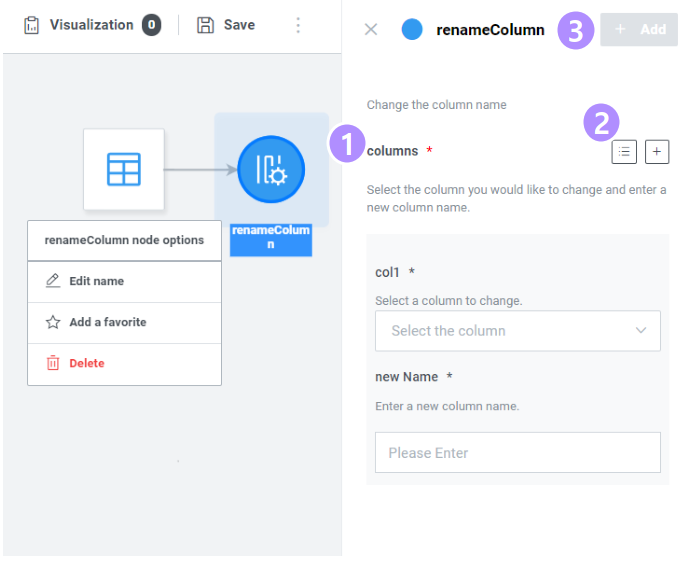 Visualization 0 Save
renameColumn 3 + Add
Change the column name
2
1 columns *
Select the column you would like to change and enter a
new column name.
renameColum
n
renameColumn node options
Edit name
Add a favorite
Delete
col1 *
Select a column to change.
Select the column
new Name *
Enter a new column name.
Please Enter